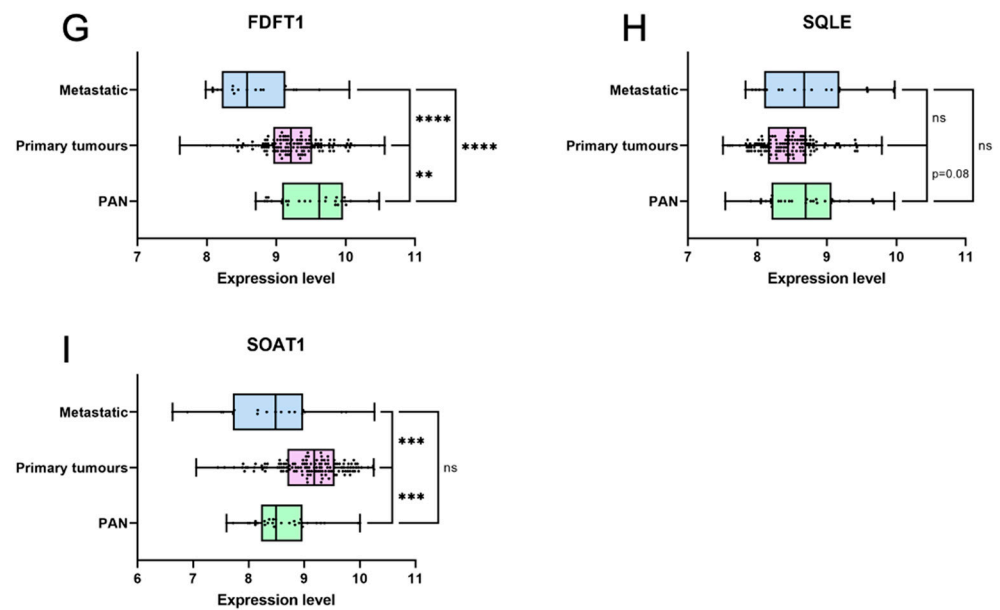 G
FDFT1
Metastatic
Primary tumours
PAN
****
**
****
7 8 9 10 11
Expression level
H
SQLE
Metastatic
Primary tumours
PAN
ns
p=0.08
ns
7 8 9 10 11
Expression level
I
SOAT1
Metastatic
Primary tumours
PAN
***
***
ns
6 7 8 9 10 11
Expression level